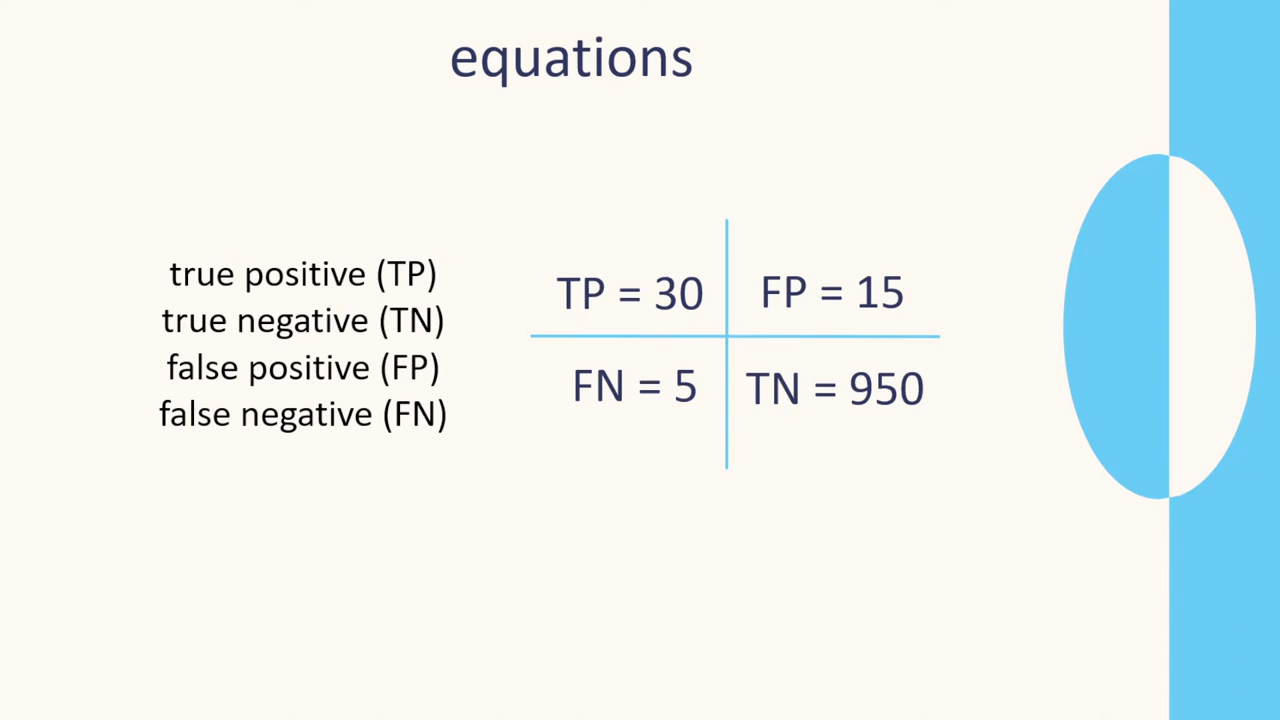 equations
true positive (TP)
true negative (TN)
false positive (FP)
false negative (FN)
TP = 30
FP = 15
FN = 5
TN = 950